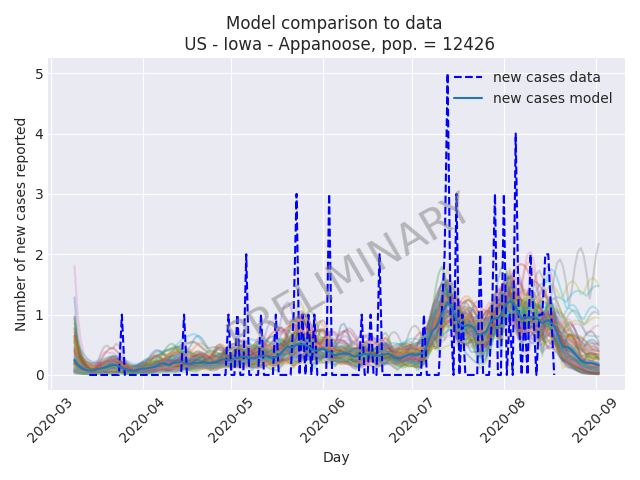 Model comparison to data
US - Iowa - Appanoose, pop. = 12426
new cases data
new cases model
PRELIMINARY
Number of new cases reported
5
4
3
2
1
0
2020-03
2020-04
2020-05
2020-06
2020-07
2020-08
2020-09
Day